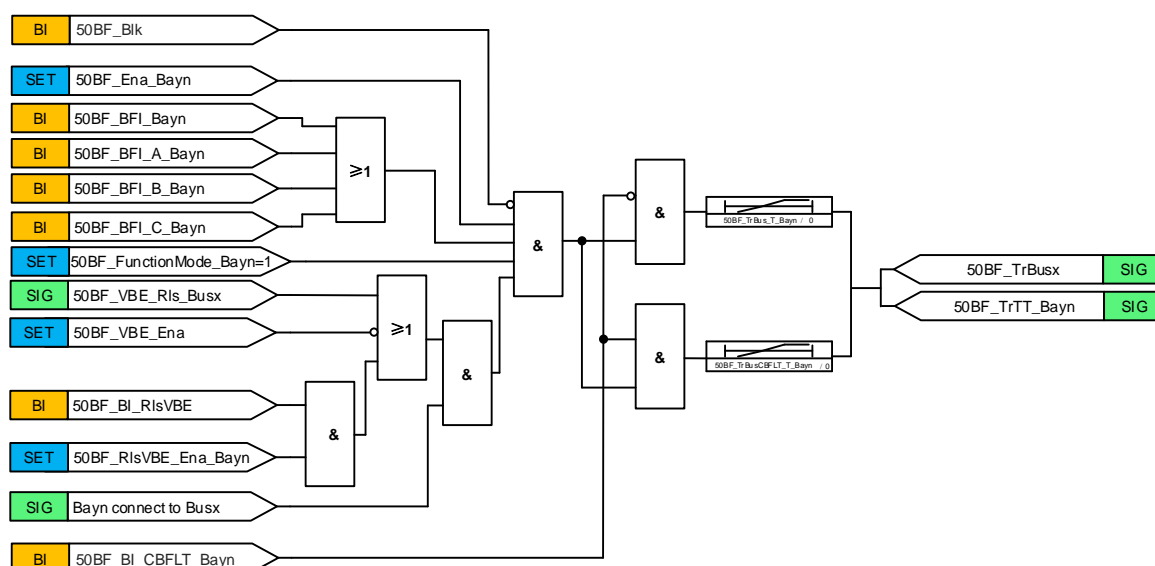 BI 50BF_Blk
SET 50BF_Ena_Bayn
BI 50BF_BFI_Bayn
BI 50BF_BFI_A_Bayn
BI 50BF_BFI_B_Bayn
BI 50BF_BFI_C_Bayn
SET 50BF_FunctionMode_Bayn=1
SIG 50BF_VBE_Rls_Busx
SET 50BF_VBE_Ena
BI 50BF_BI_RlsVBE
SET 50BF_RlsVBE_Ena_Bayn
SIG Bayn connect to Busx
BI 50BF_BI_CBFLT_Bayn
≥1
≥1
&
&
&
&
&
50BF_TrBus_T_Bayn / 0
50BF_TrBusCBFLT_T_Bayn / 0
50BF_TrBusx SIG
50BF_TrTT_Bayn SIG